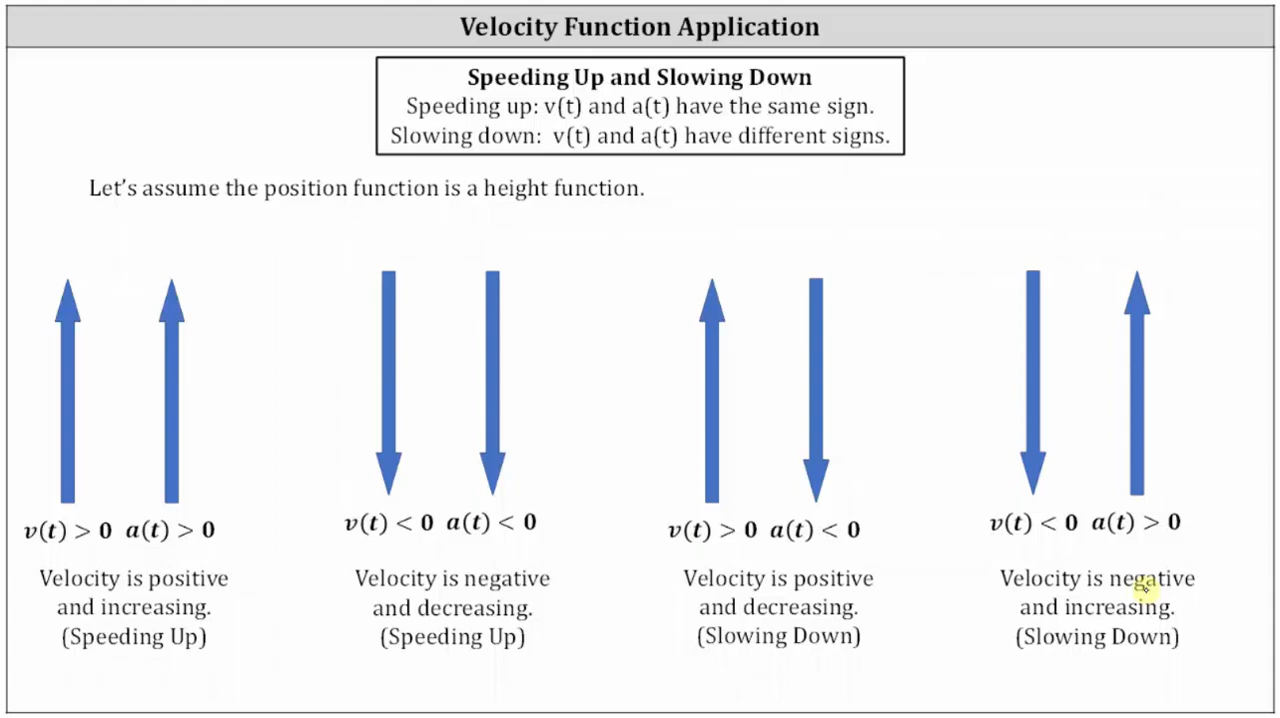 Velocity Function Application
Speeding Up and Slowing Down
Speeding up: v(t) and a(t) have the same sign.
Slowing down: v(t) and a(t) have different signs.
Let's assume the position function is a height function.
v(t) > 0 a(t) > 0
Velocity is positive
and increasing.
(Speeding Up)
v(t) < 0 a(t) < 0
Velocity is negative
and decreasing.
(Speeding Up)
v(t) > 0 a(t) < 0
Velocity is positive
and decreasing.
(Slowing Down)
v(t) < 0 a(t) > 0
Velocity is negative
and increasing.
(Slowing Down)